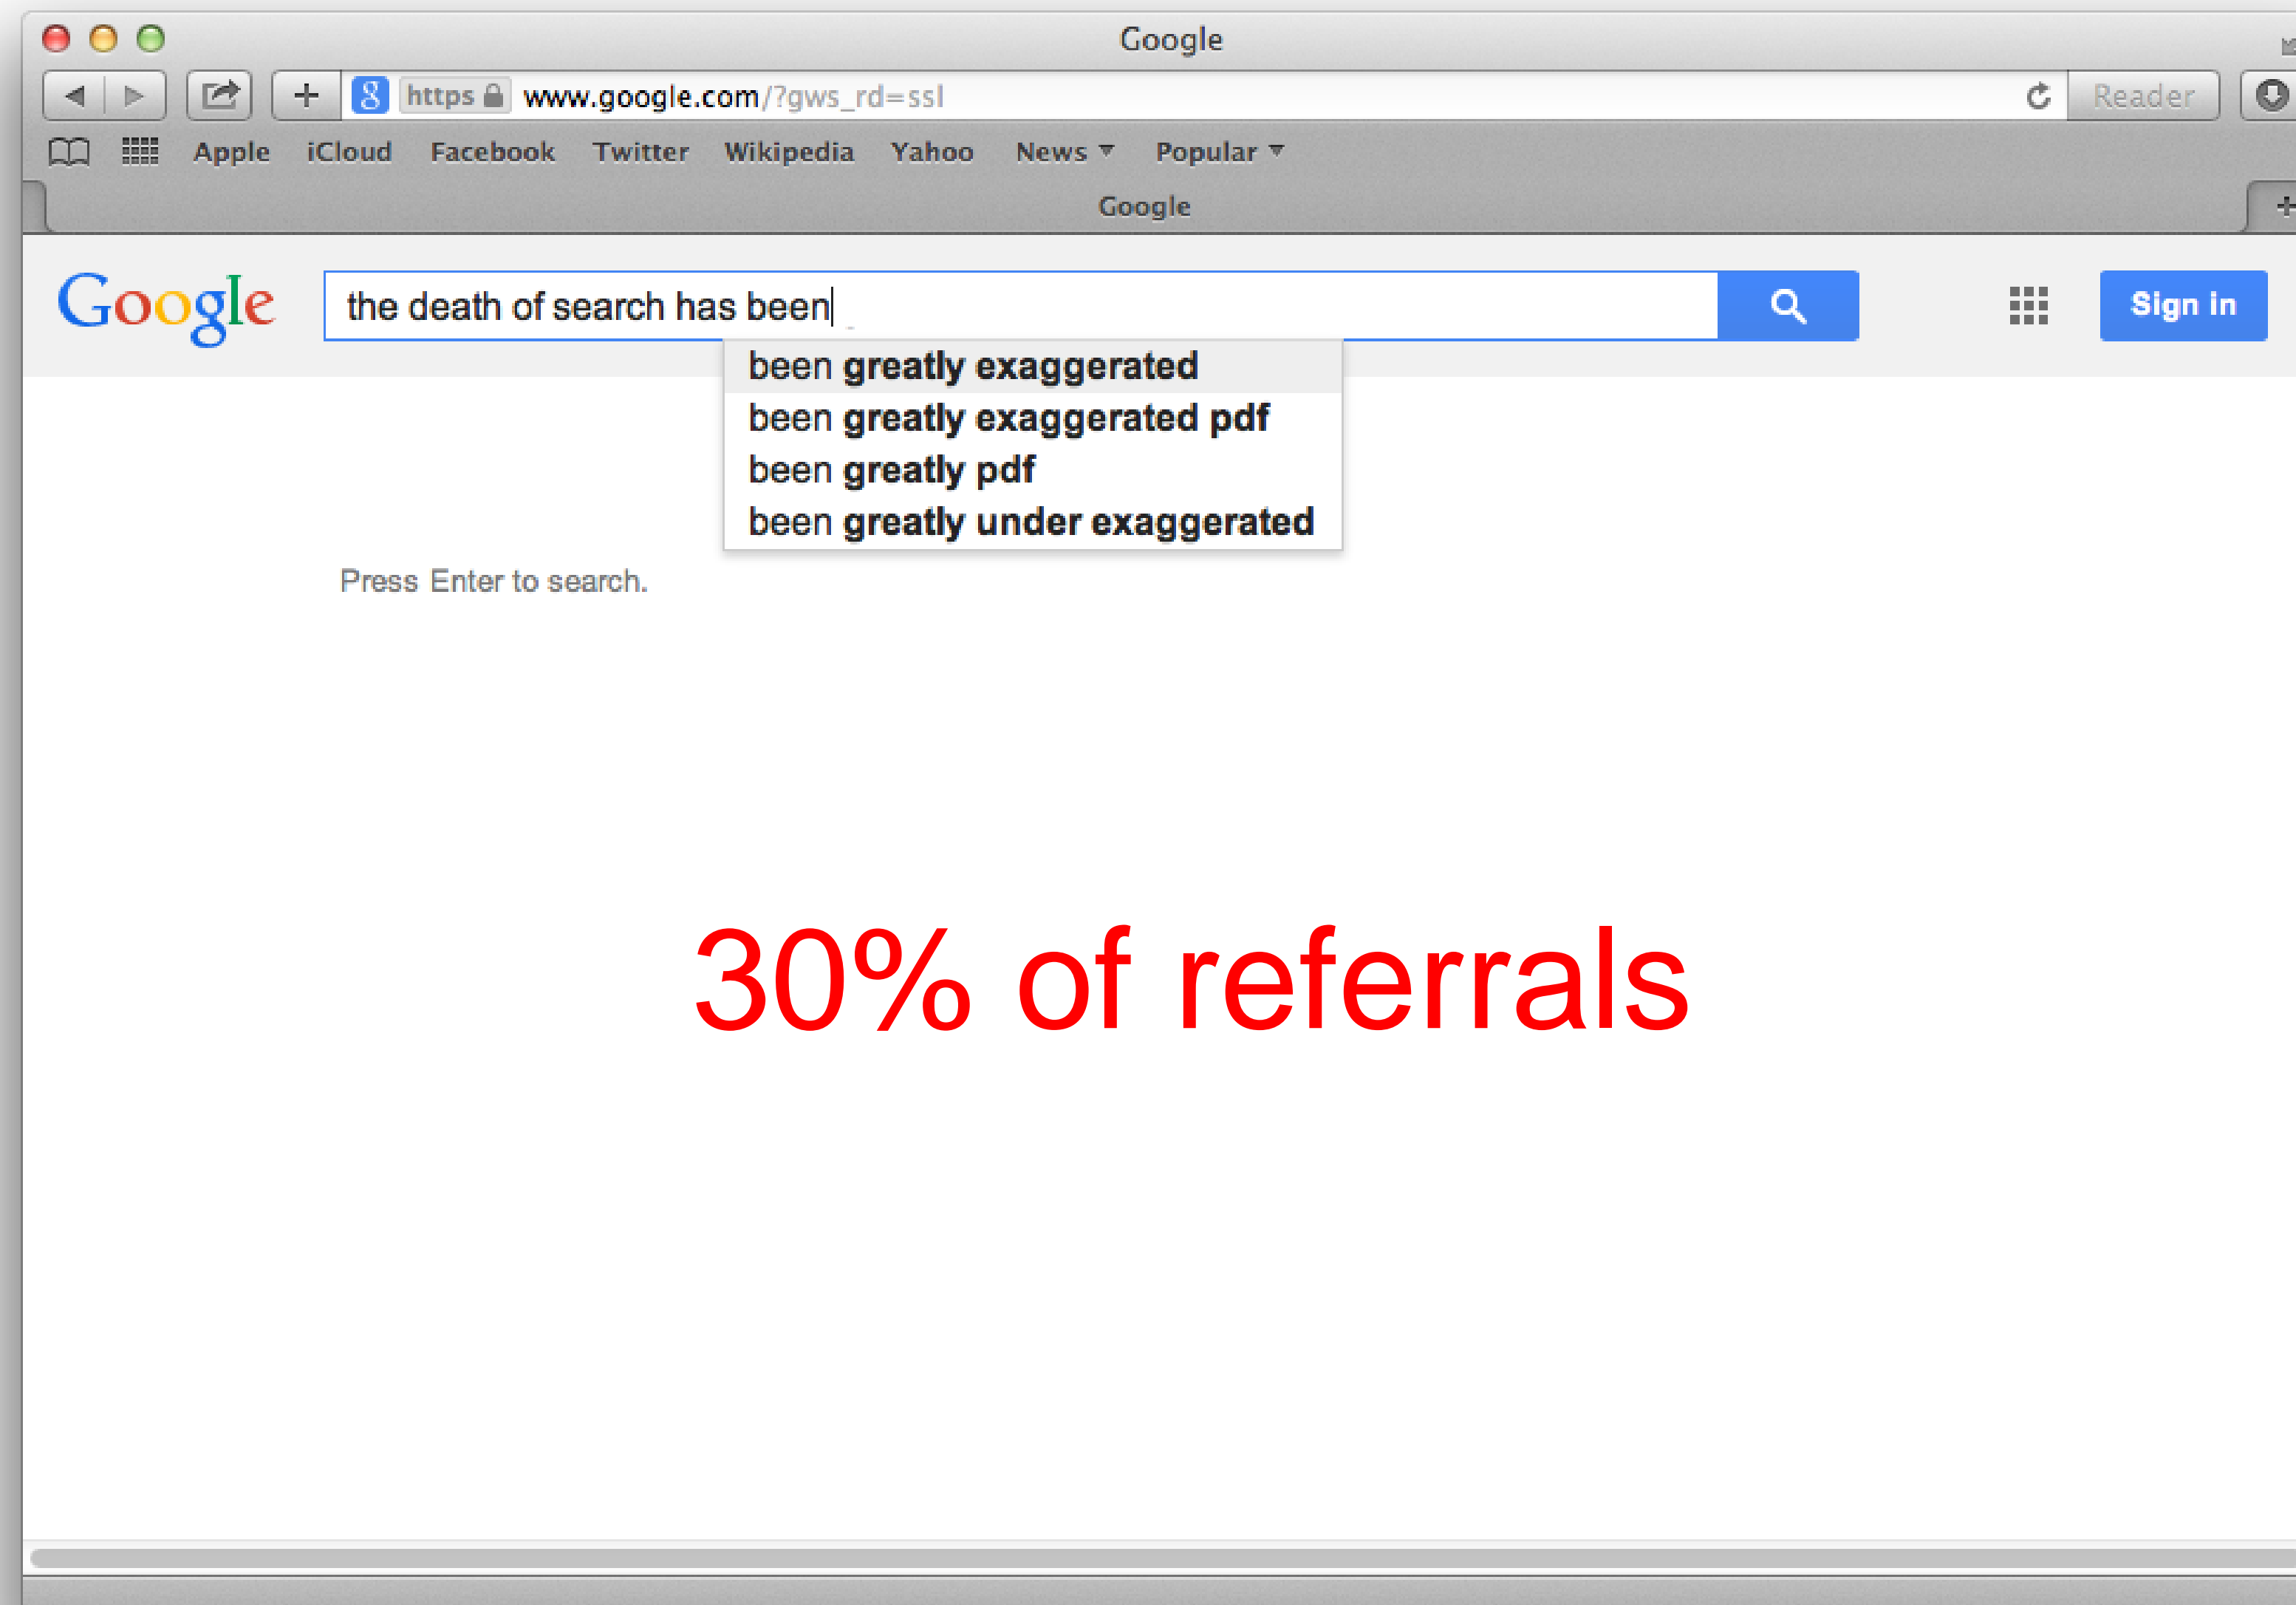 Google
https www.google.com/?gws_rd=ssl Reader
Apple iCloud Facebook Twitter Wikipedia Yahoo News Popular
Google
Google the death of search has been Sign in
been greatly exaggerated
been greatly exaggerated pdf
been greatly pdf
been greatly under exaggerated
Press Enter to search.
30% of referrals